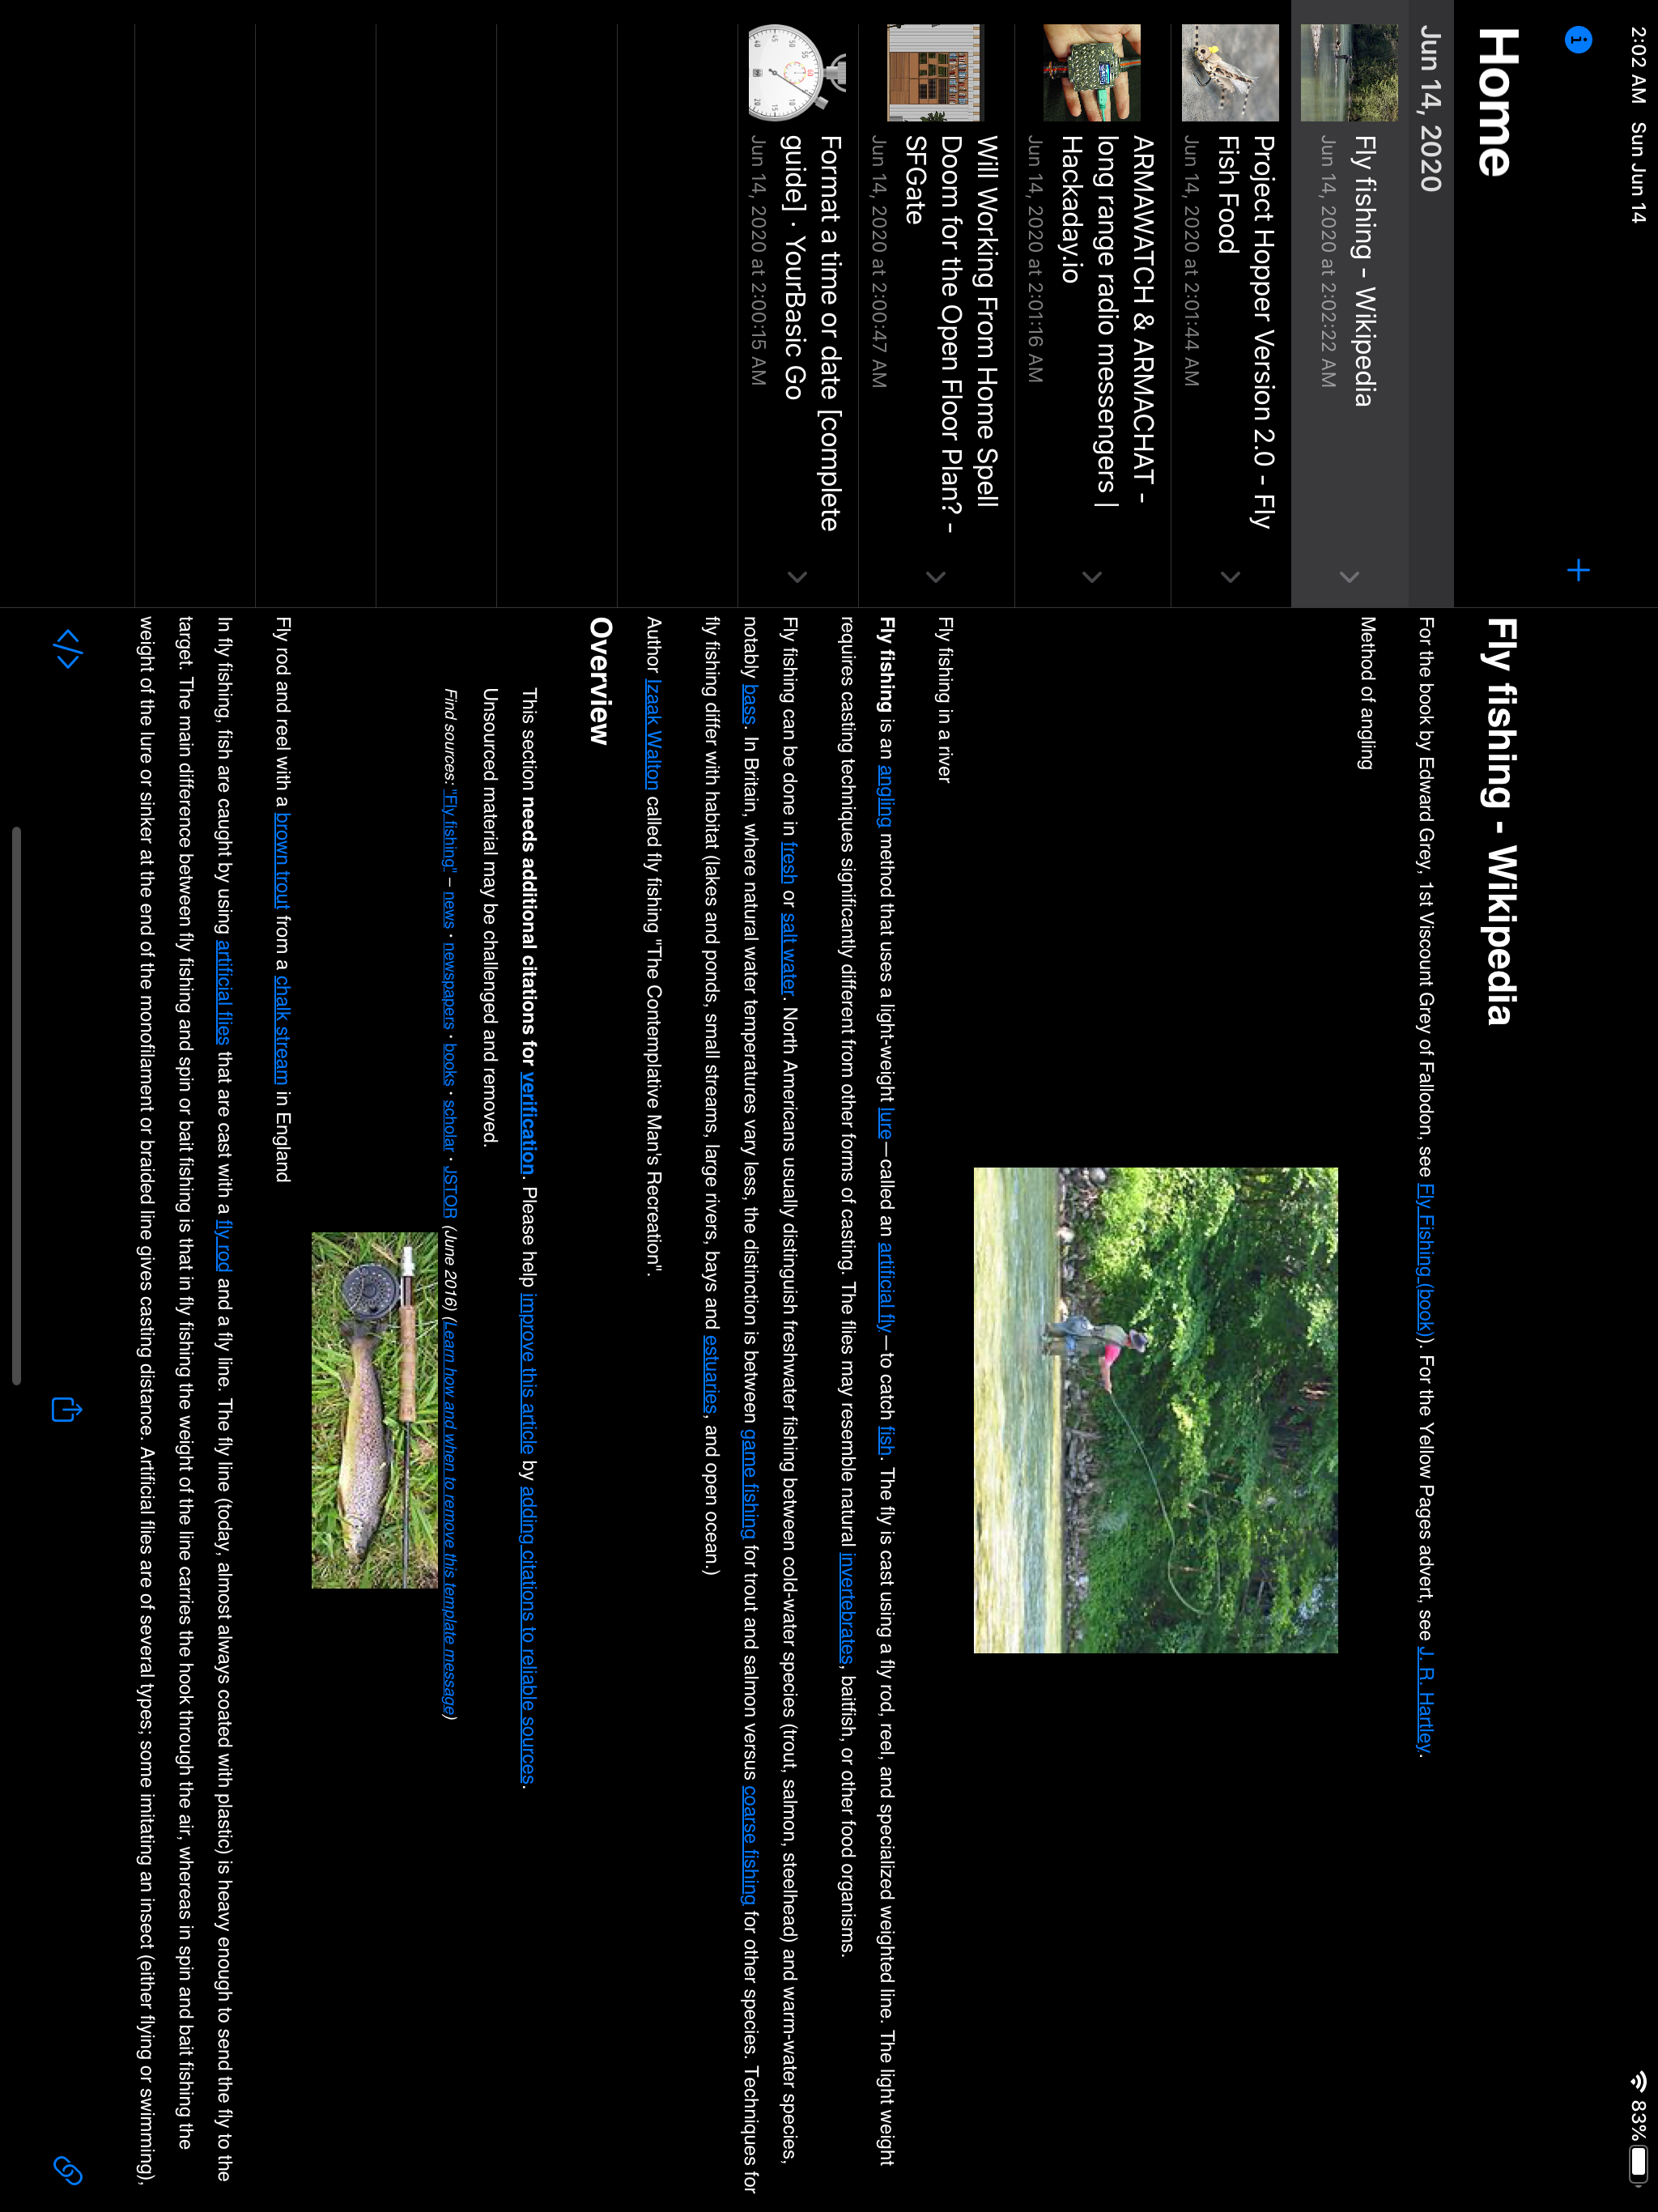 2:02 AM Sun Jun 14
83%
Home
Jun 14, 2020
Fly fishing - Wikipedia
Jun 14, 2020 at 2:02:22 AM
Project Hopper Version 2.0 - Fly
Fish Food
Jun 14, 2020 at 2:01:44 AM
ARMAWATCH & ARMACHAT -
long range radio messengers |
Hackaday.io
Jun 14, 2020 at 2:01:16 AM
Will Working From Home Spell
Doom for the Open Floor Plan? -
SFGate
Jun 14, 2020 at 2:00:47 AM
Format a time or date [complete
guide] · YourBasic Go
Jun 14, 2020 at 2:00:15 AM
Fly fishing - Wikipedia
For the book by Edward Grey, 1st Viscount Grey of Fallodon, see Fly Fishing (book)). For the Yellow Pages advert, see J. R. Hartley.
Method of angling
Fly fishing in a river
Fly fishing is an angling method that uses a light-weight lure—called an artificial fly—to catch fish. The fly is cast using a fly rod, reel, and specialized weighted line. The light weight
requires casting techniques significantly different from other forms of casting. The flies may resemble natural invertebrates, baitfish, or other food organisms.
Fly fishing can be done in fresh or salt water. North Americans usually distinguish freshwater fishing between cold-water species (trout, salmon, steelhead) and warm-water species,
notably bass. In Britain, where natural water temperatures vary less, the distinction is between game fishing for trout and salmon versus coarse fishing for other species. Techniques for
fly fishing differ with habitat (lakes and ponds, small streams, large rivers, bays and estuaries, and open ocean.)
Author Izaak Walton called fly fishing "The Contemplative Man's Recreation".
Overview
This section needs additional citations for verification. Please help improve this article by adding citations to reliable sources.
Unsourced material may be challenged and removed.
Find sources: "Fly fishing" – news · newspapers · books · scholar · JSTOR (June 2016) (Learn how and when to remove this template message)
Fly rod and reel with a brown trout from a chalk stream in England
In fly fishing, fish are caught by using artificial flies that are cast with a fly rod and a fly line. The fly line (today, almost always coated with plastic) is heavy enough to send the fly to the
target. The main difference between fly fishing and spin or bait fishing is that in fly fishing the weight of the line carries the hook through the air, whereas in spin and bait fishing the
weight of the lure or sinker at the end of the monofilament or braided line gives casting distance. Artificial flies are of several types; some imitating an insect (either flying or swimming),